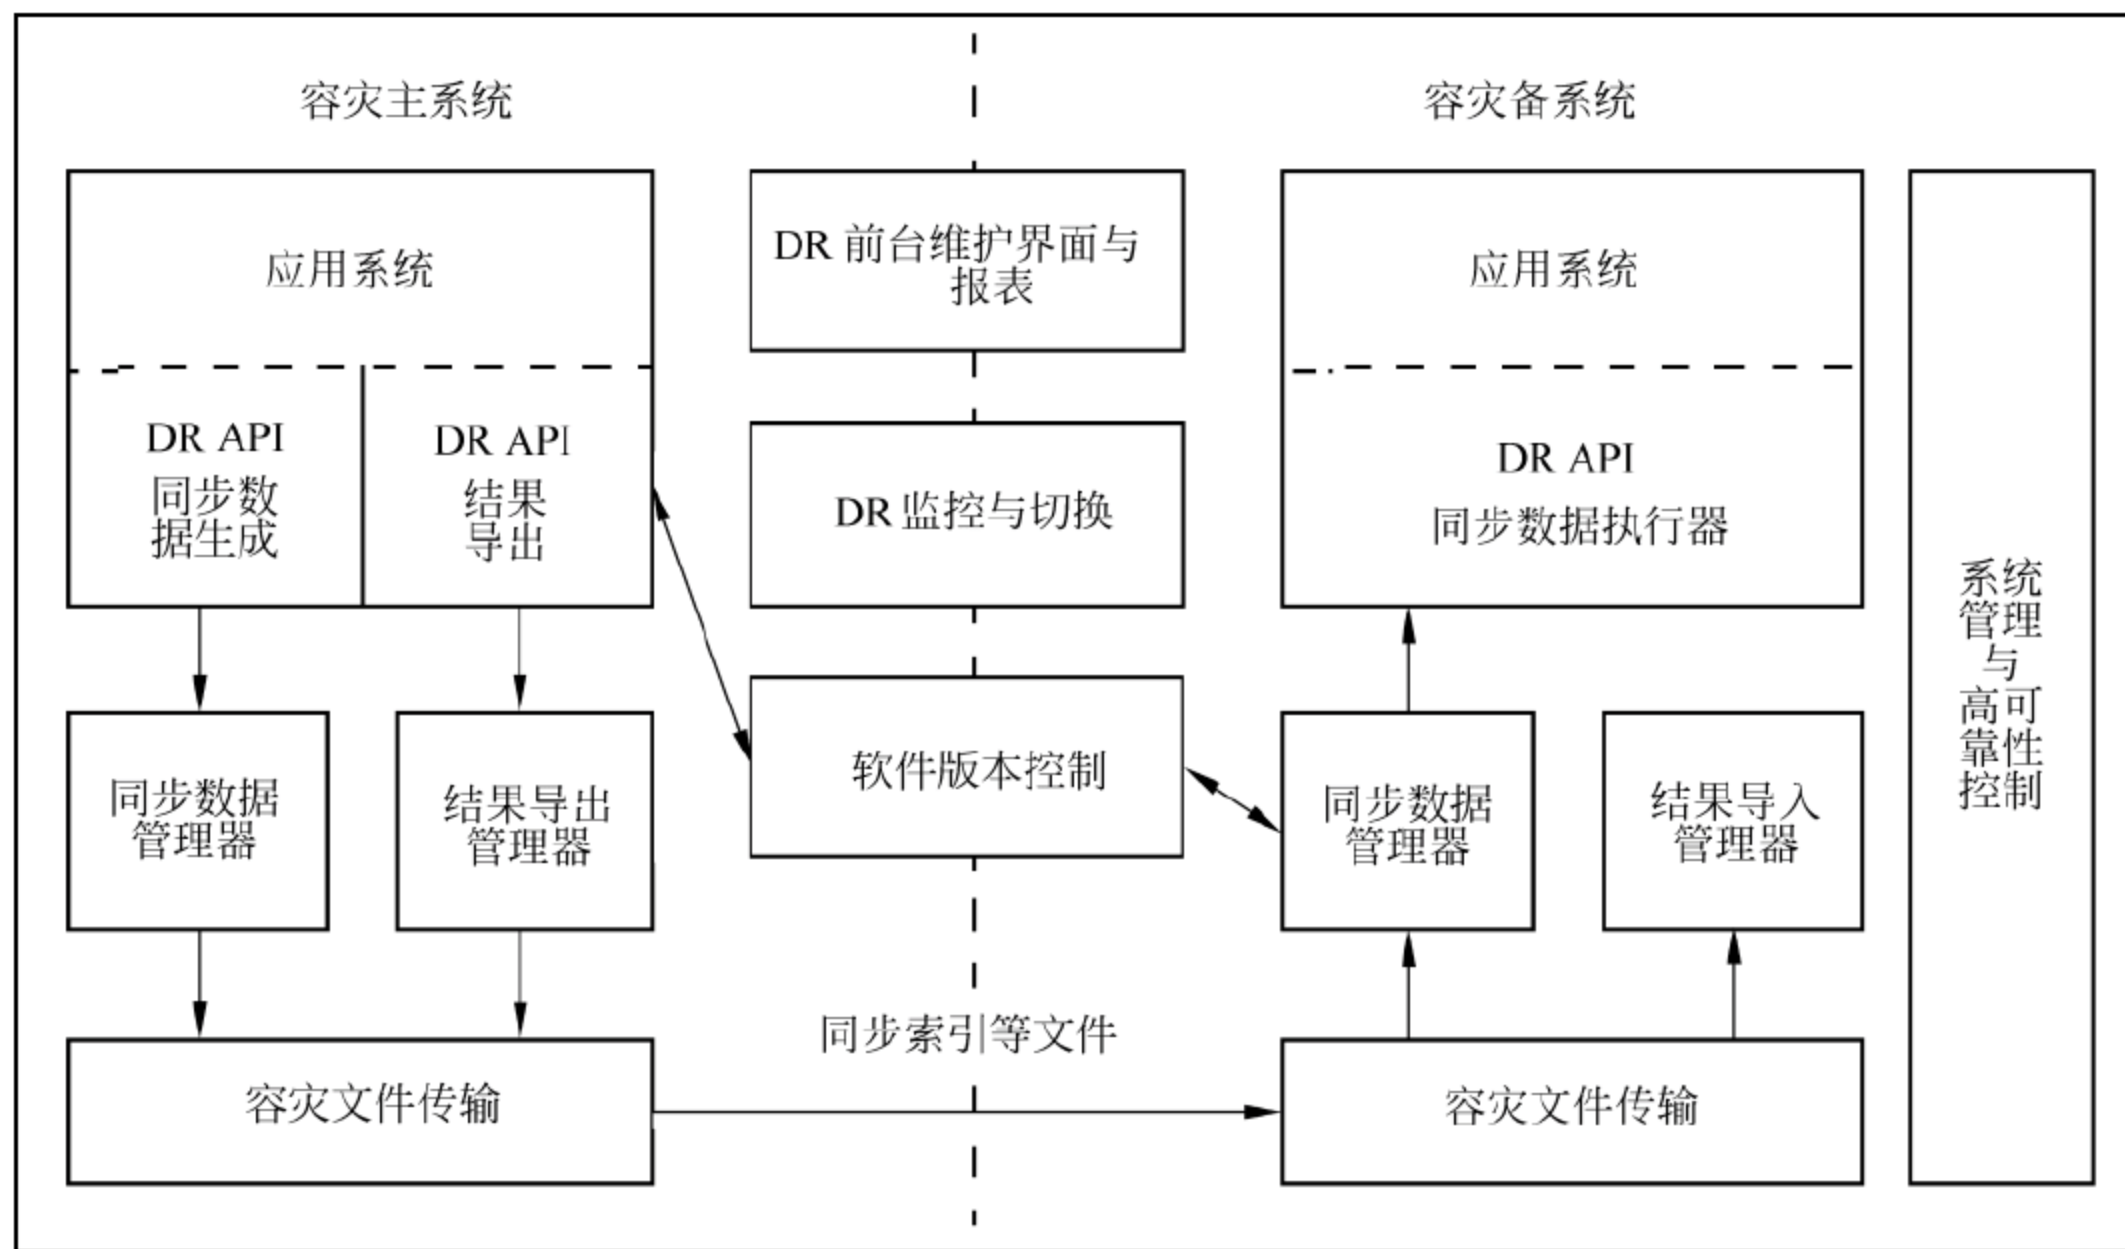 容灾主系统
容灾备系统
应用系统
DR API
同步数
据生成
DR API
结果
导出
同步数据
管理器
结果导出
管理器
容灾文件传输
DR 前台维护界面与
报表
DR 监控与切换
软件版本控制
同步索引等文件
应用系统
DR API
同步数据执行器
同步数据
管理器
结果导入
管理器
容灾文件传输
系统
管理
与
高可
靠性
控制